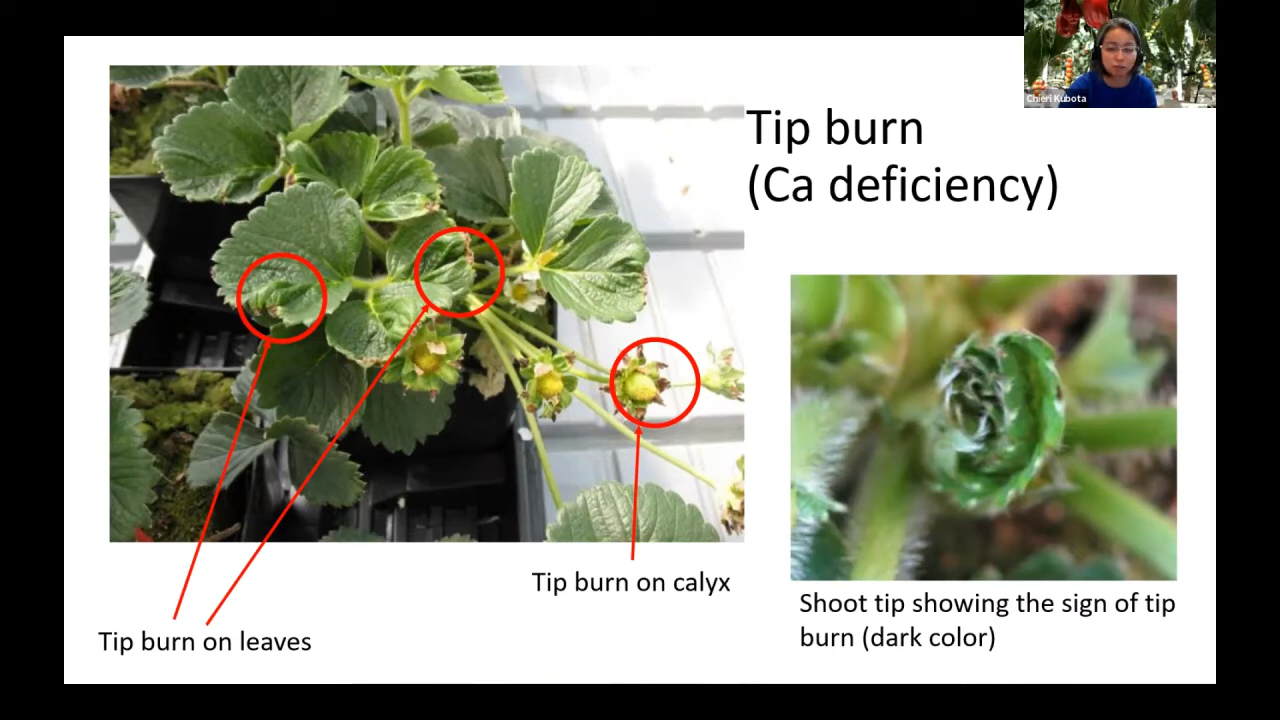 Chieri Kubota
Tip burn
(Ca deficiency)
Tip burn on calyx
Shoot tip showing the sign of tip
burn (dark color)
Tip burn on leaves